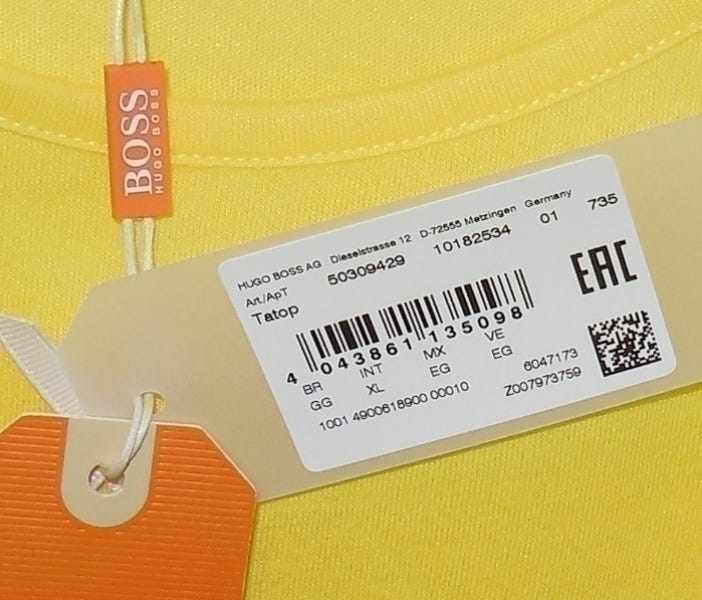 BOSS
HUGO BOSS
HUGO BOSS AG Dieselstrasse 12 D-72555 Metzingen Germany
Art./ApT 50309429 10182534 01 735
Tatop
EAC
4 043861 135098
BR INT MX VE
GG XL EG EG
1001 4900618900 00010
6047173
Z007973759